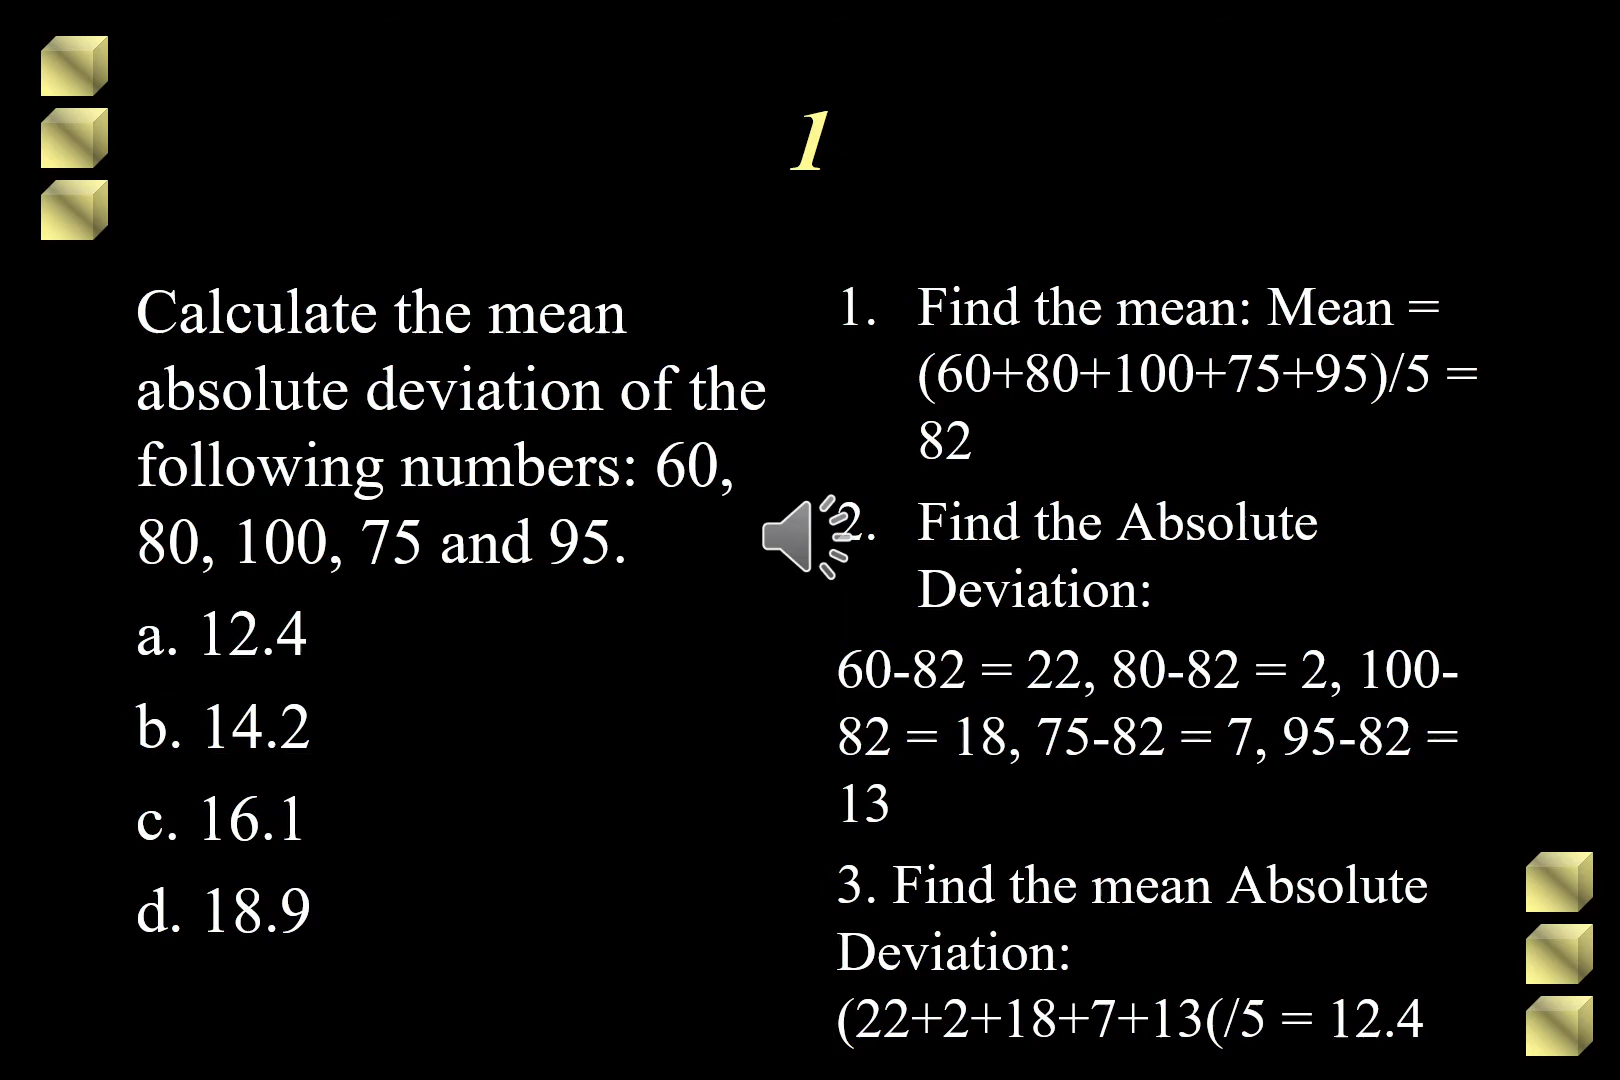 1
Calculate the mean
absolute deviation of the
following numbers: 60,
80, 100, 75 and 95.
a. 12.4
b. 14.2
c. 16.1
d. 18.9
1. Find the mean: Mean =
(60+80+100+75+95)/5 =
82
2. Find the Absolute
Deviation:
60-82 = 22, 80-82 = 2, 100-
82 = 18, 75-82 = 7, 95-82 =
13
3. Find the mean Absolute
Deviation:
(22+2+18+7+13(/5 = 12.4